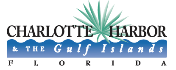 CHARLOTTE HARBOR
& THE Gulf Islands
FLORIDA